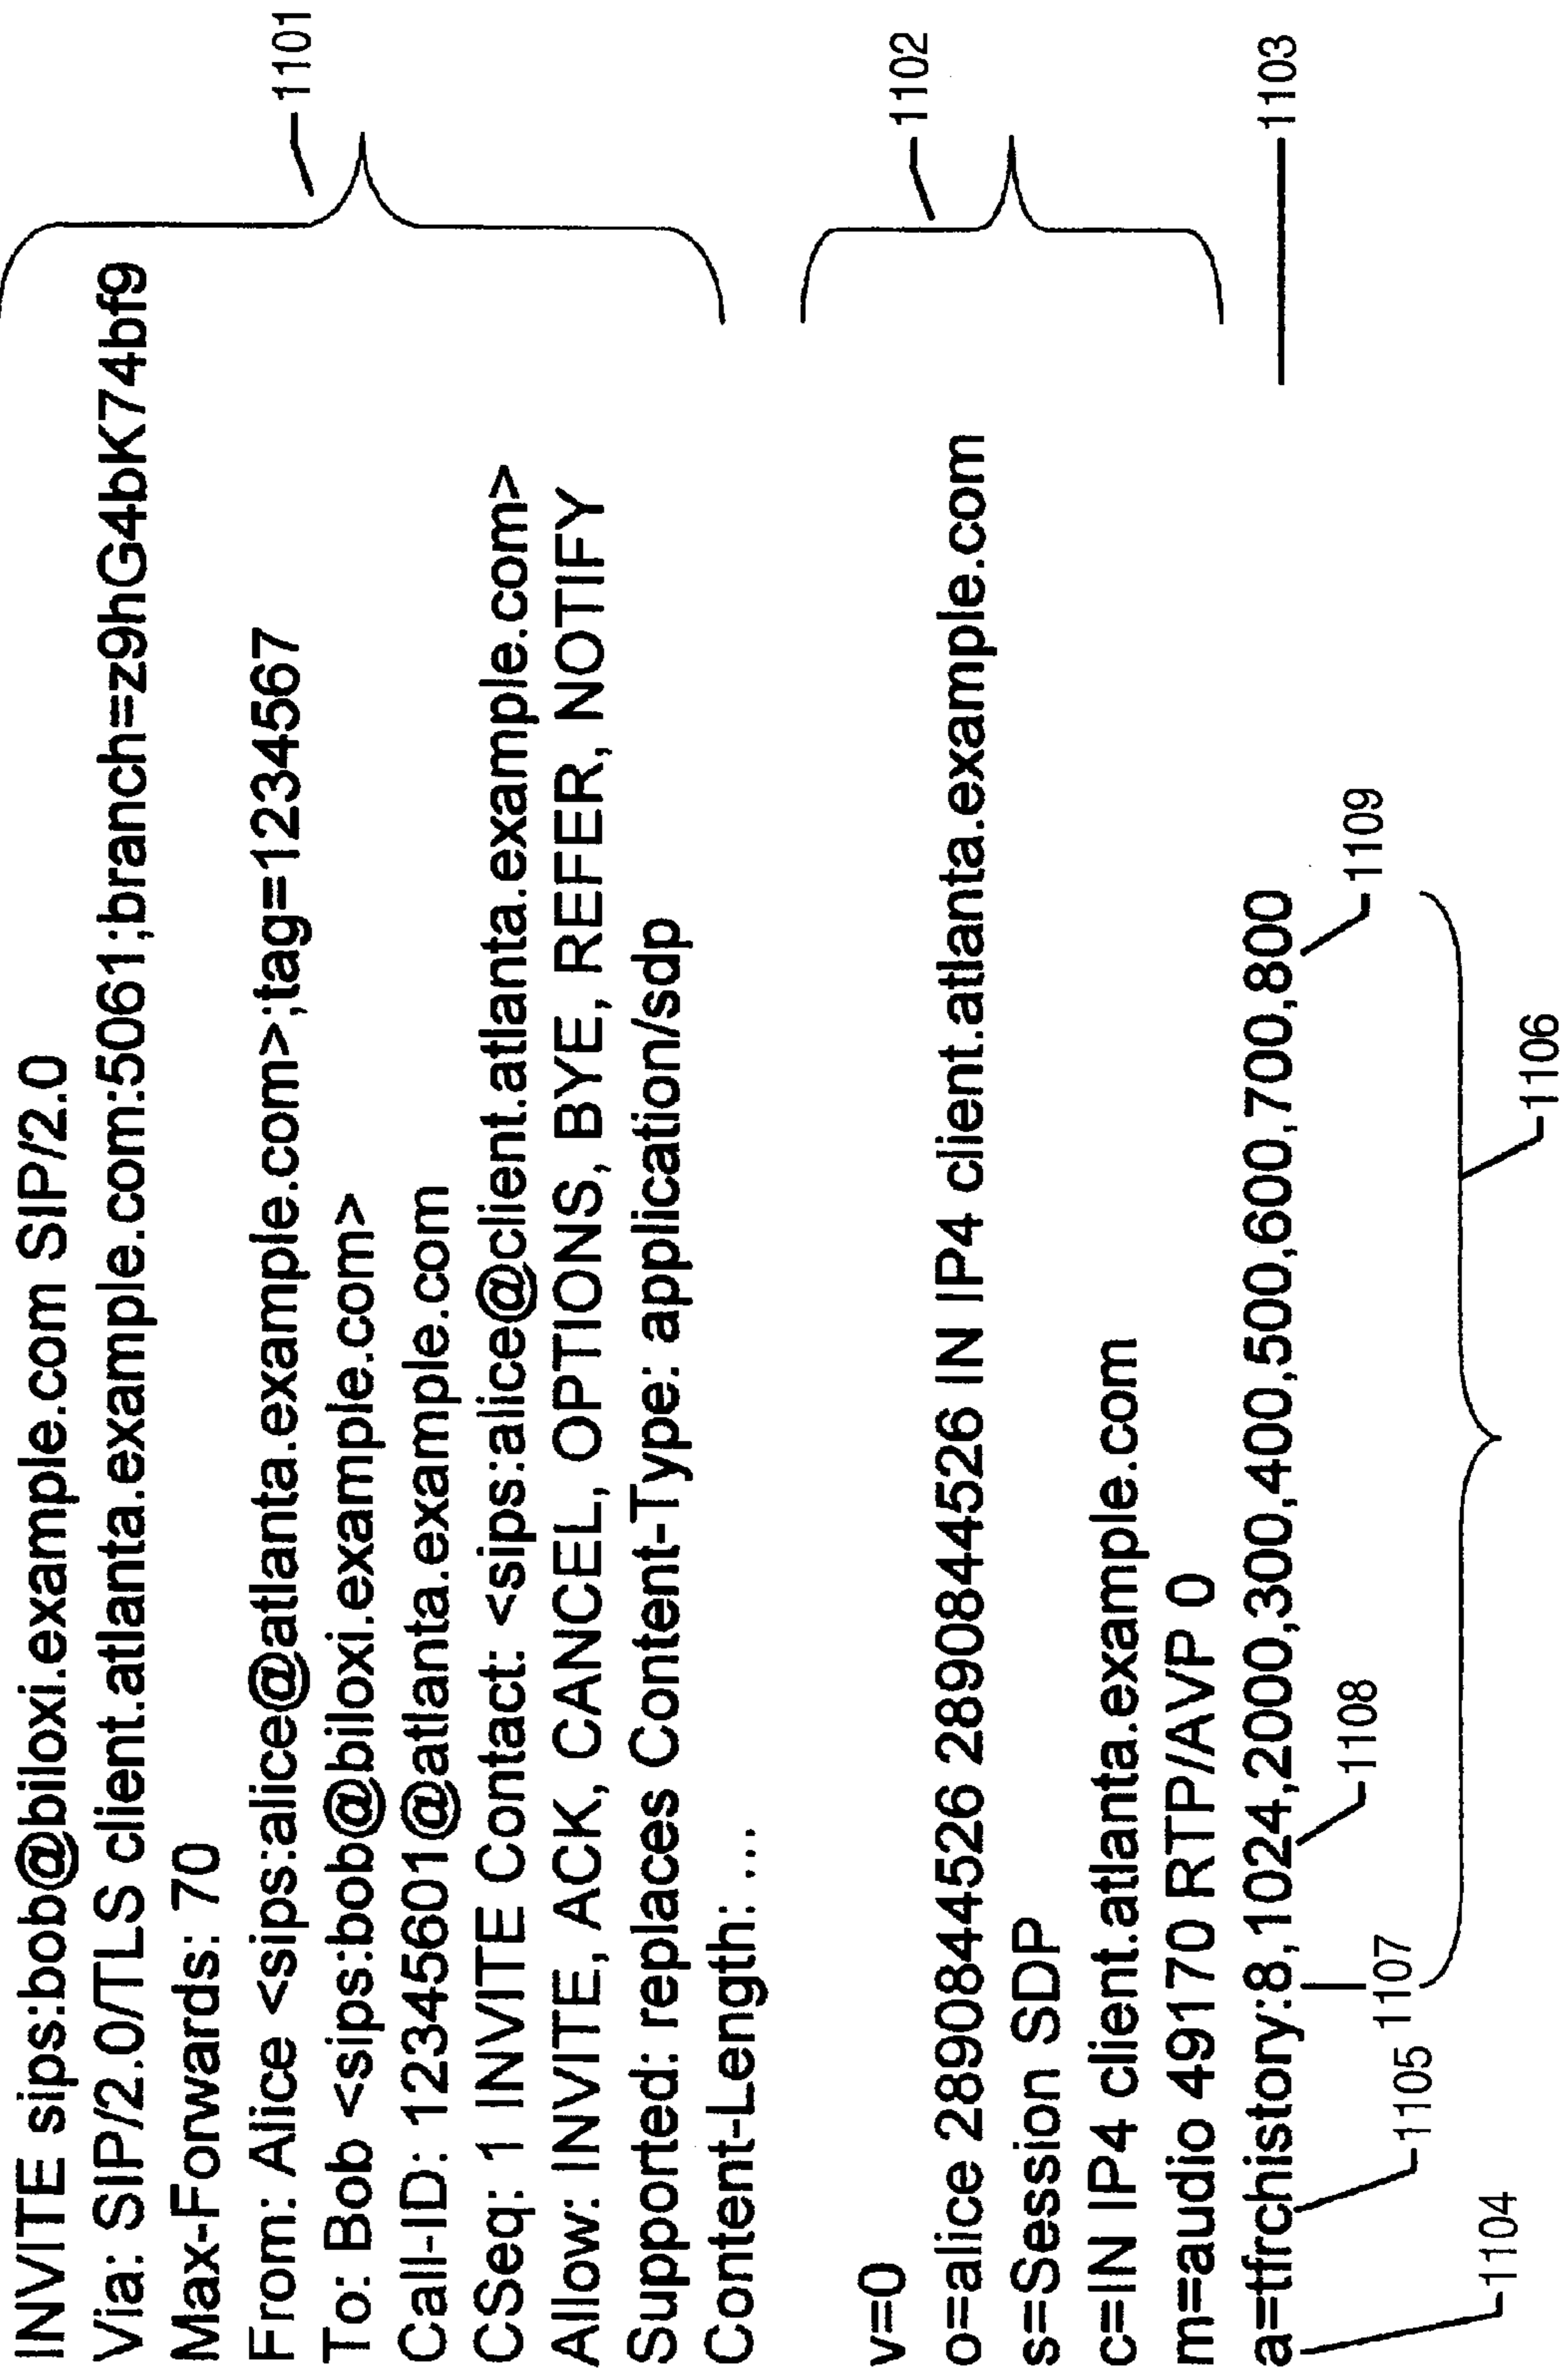 INVITE sips:bob@biloxi.example.com SIP/2.0
Via: SIP/2.0/TLS client.atlanta.example.com:5061;branch=z9hG4bK74bf9
Max-Forwards: 70
From: Alice <sips:alice@atlanta.example.com>;tag=1234567
To: Bob <sips:bob@biloxi.example.com>
Call-ID: 12345601@atlanta.example.com
CSeq: 1 INVITE Contact: <sips:alice@client.atlanta.example.com>
Allow: INVITE, ACK, CANCEL, OPTIONS, BYE, REFER, NOTIFY
Supported: replaces Content-Type: application/sdp
Content-Length: ...
1101
v=0
o=alice 2890844526 2890844526 IN IP4 client.atlanta.example.com
s=Session SDP
c=IN IP4 client.atlanta.example.com
m=audio 49170 RTP/AVP 0
1102
a=tfrchistory:8,1024,2000,300,400,500,600,700,800
1103
1104
1105
1107
1108
1109
1106